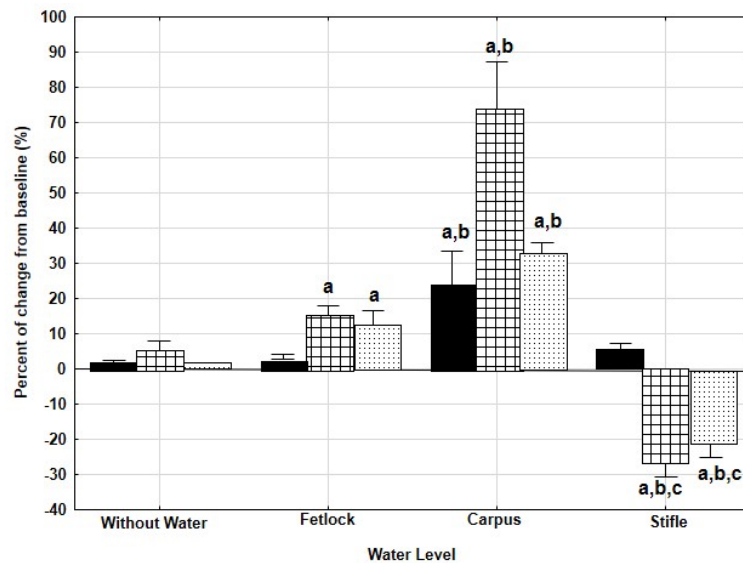 100
90
80
70
60
50
40
30
20
10
0
-10
-20
-30
-40
Percent of change from baseline (%)
a
a
a,b
a,b
a,b
a,b,c
a,b,c
Without Water
Fetlock
Carpus
Stifle
Water Level